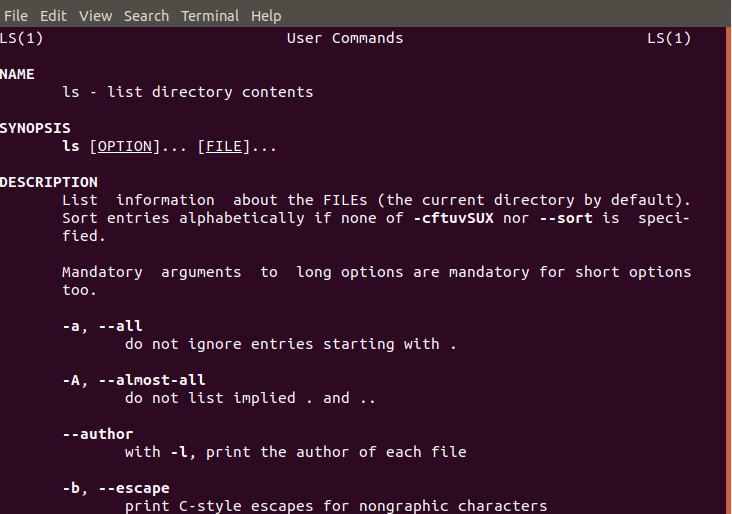 File Edit View Search Terminal Help
LS(1) User Commands LS(1)
NAME
ls - list directory contents
SYNOPSIS
ls [OPTION]... [FILE]...
DESCRIPTION
List information about the FILEs (the current directory by default).
Sort entries alphabetically if none of -cftuvSUX nor --sort is speci-
fied.
Mandatory arguments to long options are mandatory for short options
too.
-a, --all
do not ignore entries starting with .
-A, --almost-all
do not list implied . and ..
--author
with -l, print the author of each file
-b, --escape
print C-style escapes for nongraphic characters